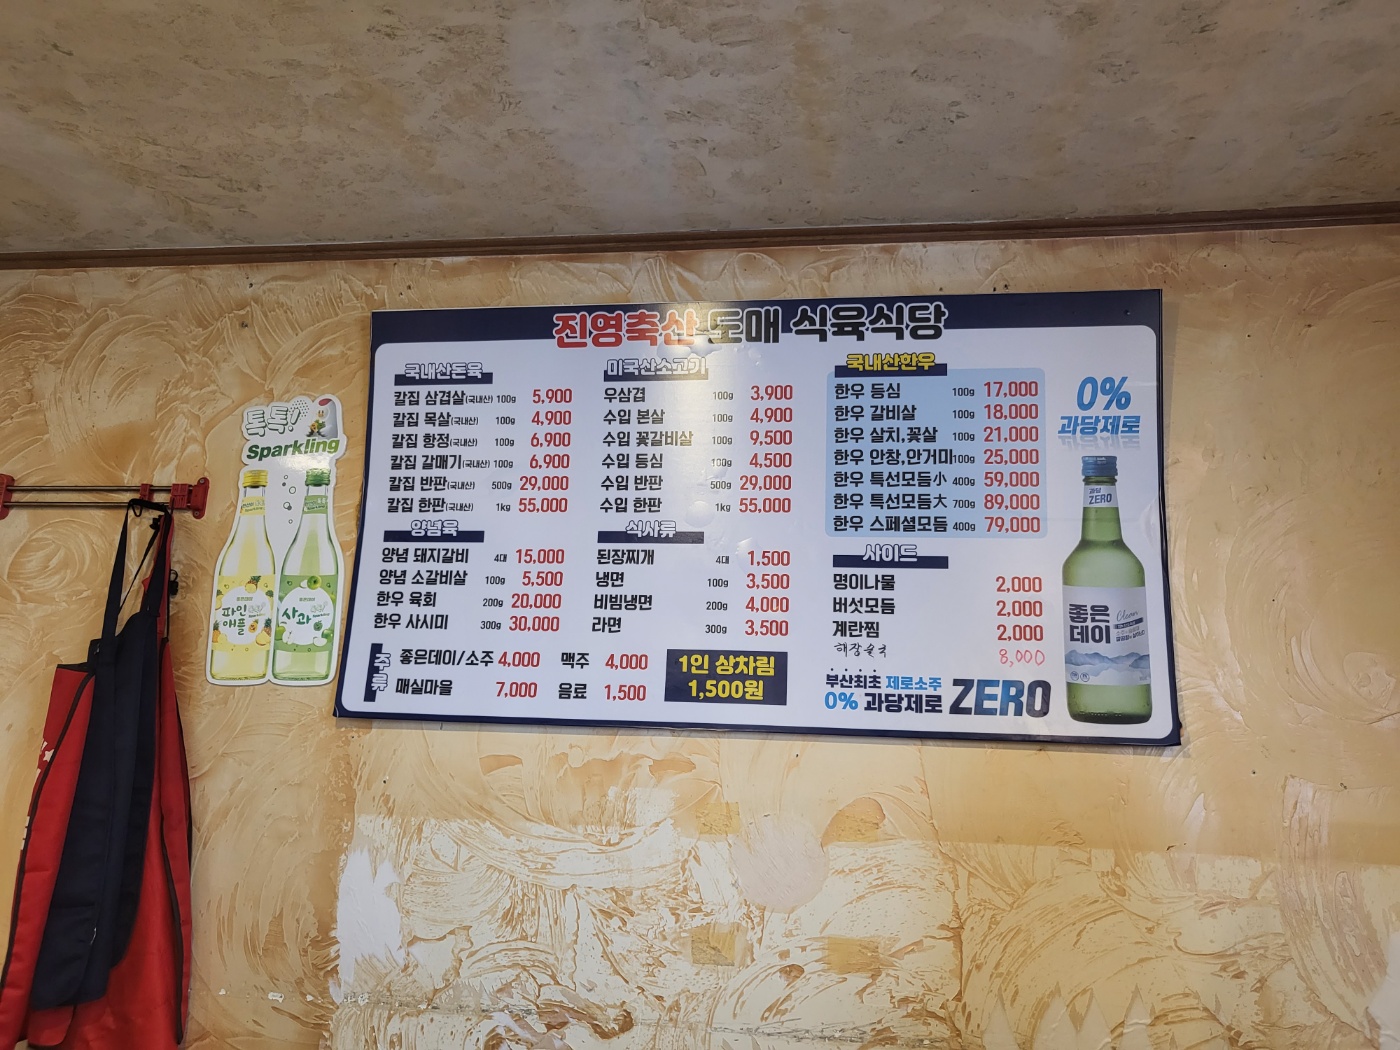 진영축산 도매 식육식당
국내산돈육
칼집 삼겹살(국내산) 100g 5,900
칼집 목살(국내산) 100g 4,900
칼집 항정(국내산) 100g 6,900
칼집 갈매기(국내산) 100g 6,900
칼집 반판(국내산) 500g 29,000
칼집 한판(국내산) 1kg 55,000
양념육
양념 돼지갈비 4대 15,000
양념 소갈비살 100g 5,500
한우 육회 200g 20,000
한우 사시미 300g 30,000
미국산소고기
우삼겹 100g 3,900
수입 본살 100g 4,900
수입 꽃갈비살 100g 9,500
수입 등심 100g 4,500
수입 반판 500g 29,000
수입 한판 1kg 55,000
식사류
된장찌개 4대 1,500
냉면 100g 3,500
비빔냉면 200g 4,000
라면 300g 3,500
주류
좋은데이/소주 4,000 맥주 4,000
매실마을 7,000 음료 1,500
1인 상차림
1,500원
국내산한우
한우 등심 100g 17,000
한우 갈비살 100g 18,000
한우 살치,꽃살 100g 21,000
한우 안창,안거미 100g 25,000
한우 특선모듬小 400g 59,000
한우 특선모듬大 700g 89,000
한우 스페셜모듬 400g 79,000
사이드
명이나물 2,000
버섯모듬 2,000
계란찜 2,000
해장술국 8,000
부산최초 제로소주
0% 과당제로 ZERO
0%
과당제로
과당
ZERO
좋은
데이
Clean
톡톡!
Sparkling
파인
애플
사과